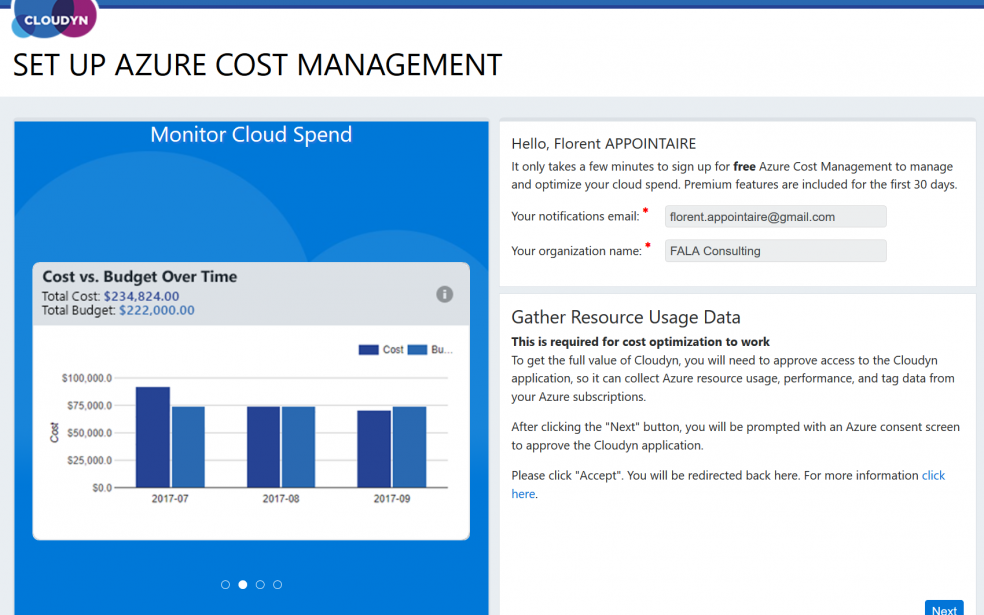 CLOUDYN
SET UP AZURE COST MANAGEMENT
Monitor Cloud Spend
Cost vs. Budget Over Time
Total Cost: $234,824.00
Total Budget: $222,000.00
Cost Bu...
$100,000.0
$75,000.0
$50,000.0
$25,000.0
$0.0
Cost
2017-07 2017-08 2017-09
Hello, Florent APPOINTAIRE
It only takes a few minutes to sign up for free Azure Cost Management to manage
and optimize your cloud spend. Premium features are included for the first 30 days.
Your notifications email: * florent.appointaire@gmail.com
Your organization name: * FALA Consulting
Gather Resource Usage Data
This is required for cost optimization to work
To get the full value of Cloudyn, you will need to approve access to the Cloudyn
application, so it can collect Azure resource usage, performance, and tag data from
your Azure subscriptions.
After clicking the "Next" button, you will be prompted with an Azure consent screen
to approve the Cloudyn application.
Please click "Accept". You will be redirected back here. For more information click
here.
Next